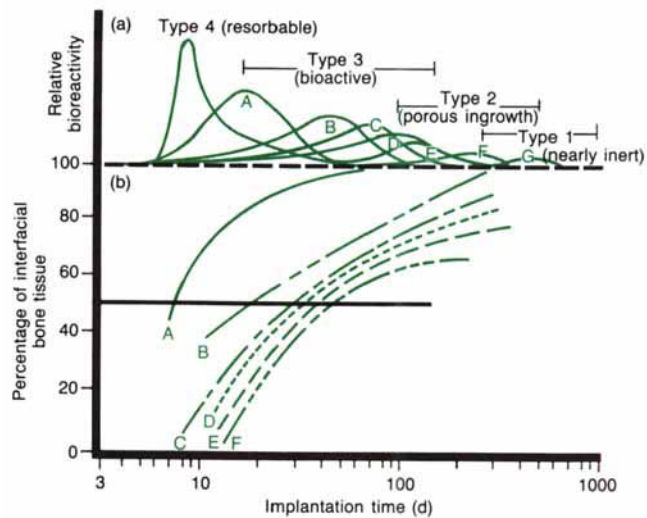 (a)
Type 4 (resorbable)
Type 3
(bioactive)
Type 2
(porous ingrowth)
Type 1
(nearly inert)
Relative
bioreactivity
A
B
C
D
E
F
G
(b)
100
80
60
40
20
0
Percentage of interfacial
bone tissue
A
B
C
D
E
F
3
10
100
1000
Implantation time (d)